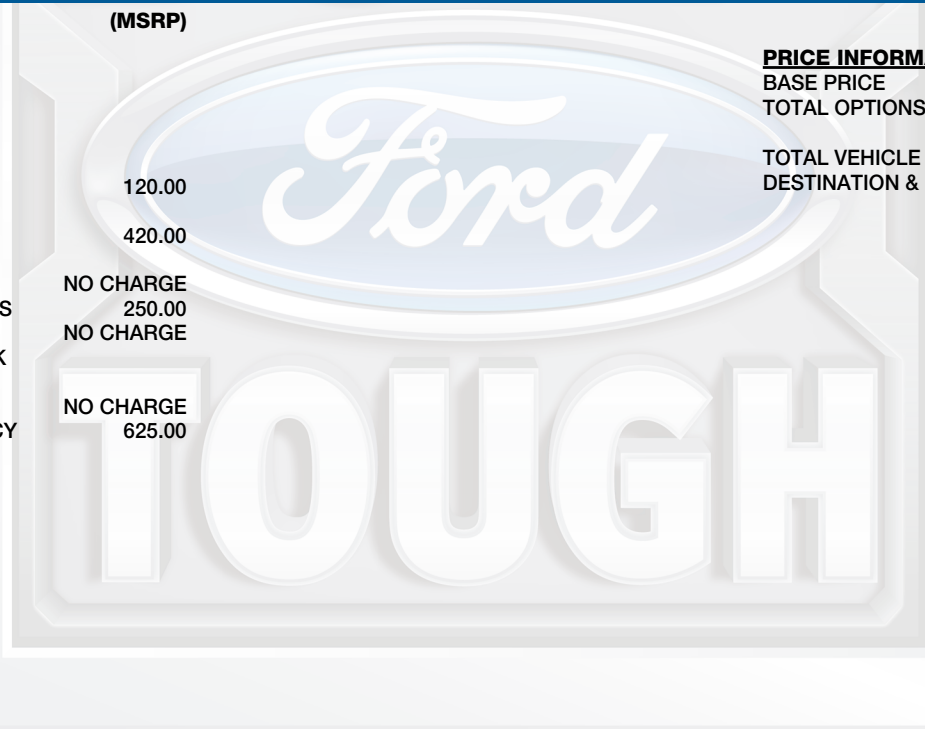 (MSRP)
120.00
420.00
NO CHARGE
S 250.00
NO CHARGE
K
NO CHARGE
CY 625.00
PRICE INFORMA
BASE PRICE
TOTAL OPTIONS
TOTAL VEHICLE
DESTINATION &
Ford
TOUGH